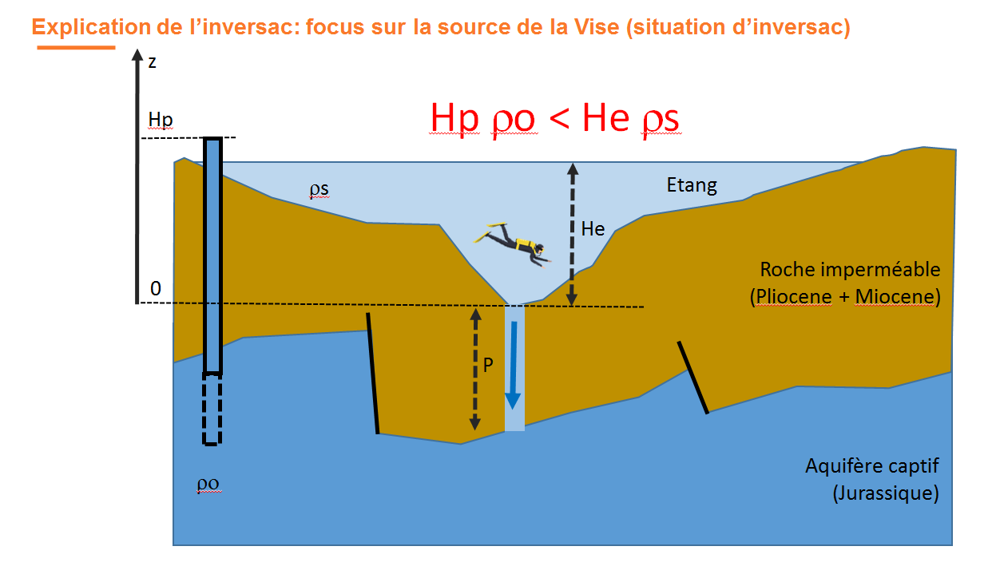 Explication de l’inversac: focus sur la source de la Vise (situation d’inversac)
z
Hp
Hp ρo < He ρs
ρs
Etang
He
0
Roche imperméable
(Pliocene + Miocene)
P
Aquifère captif
(Jurassique)
ρo